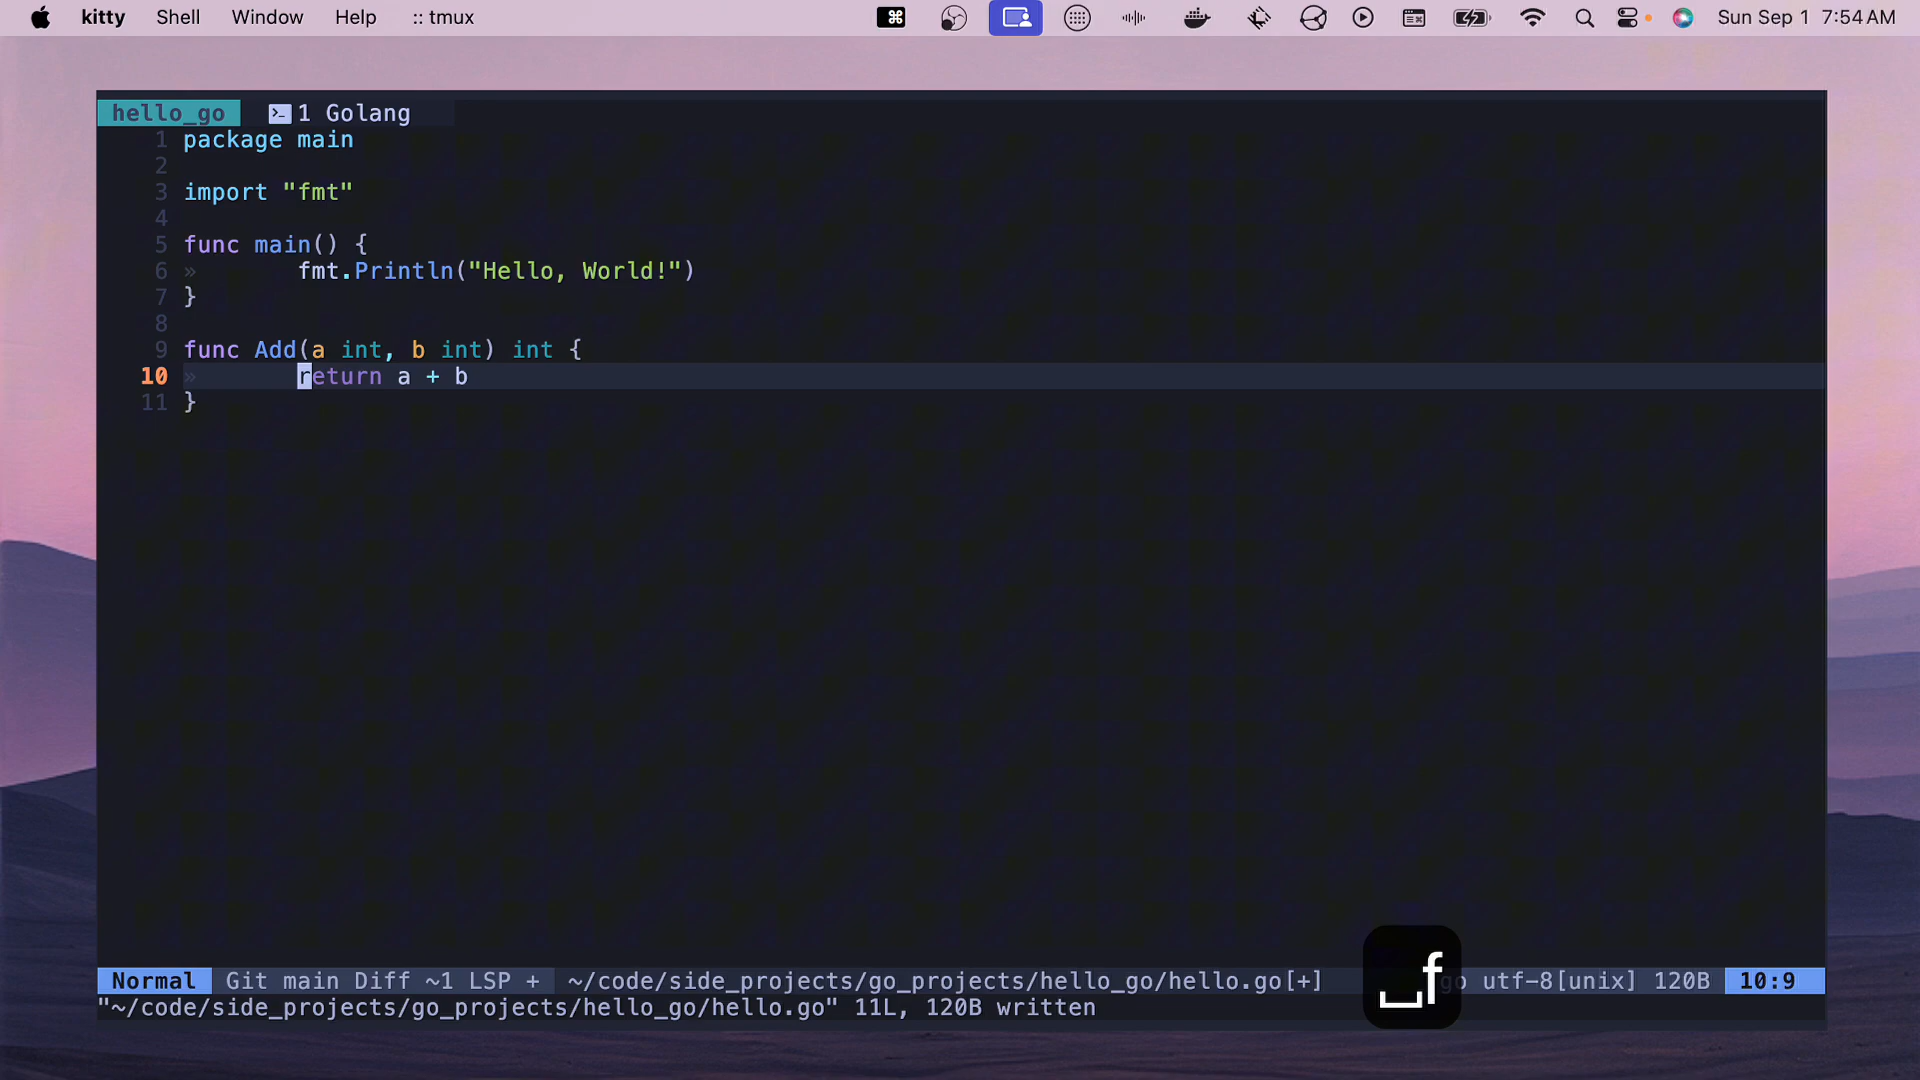 kitty Shell Window Help :: tmux Sun Sep 1 7:54 AM
hello_go 1 Golang
1 package main
2
3 import "fmt"
4
5 func main() {
6 » fmt.Println("Hello, World!")
7 }
8
9 func Add(a int, b int) int {
10 » return a + b
11 }
Normal Git main Diff ~1 LSP + ~/code/side_projects/go_projects/hello_go/hello.go[+] ␣f go utf-8[unix] 120B 10:9
"~/code/side_projects/go_projects/hello_go/hello.go" 11L, 120B written